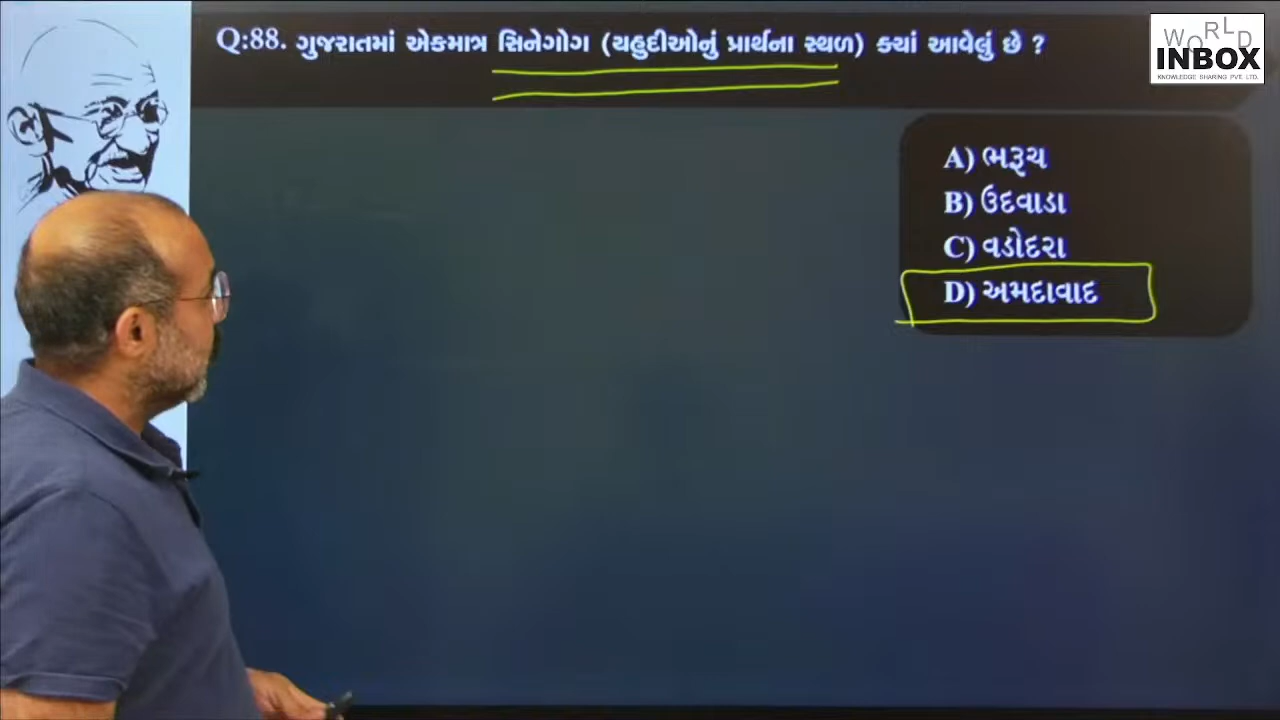 Q:88. ગુજરાતમાં એકમાત્ર સિનેગોગ (યહુદીઓનું પ્રાર્થના સ્થળ) ક્યાં આવેલું છે ?
WORLD
INBOX
KNOWLEDGE SHARING PVT. LTD.
A) ભરૂચ
B) ઉદવાડા
C) વડોદરા
D) અમદાવાદ